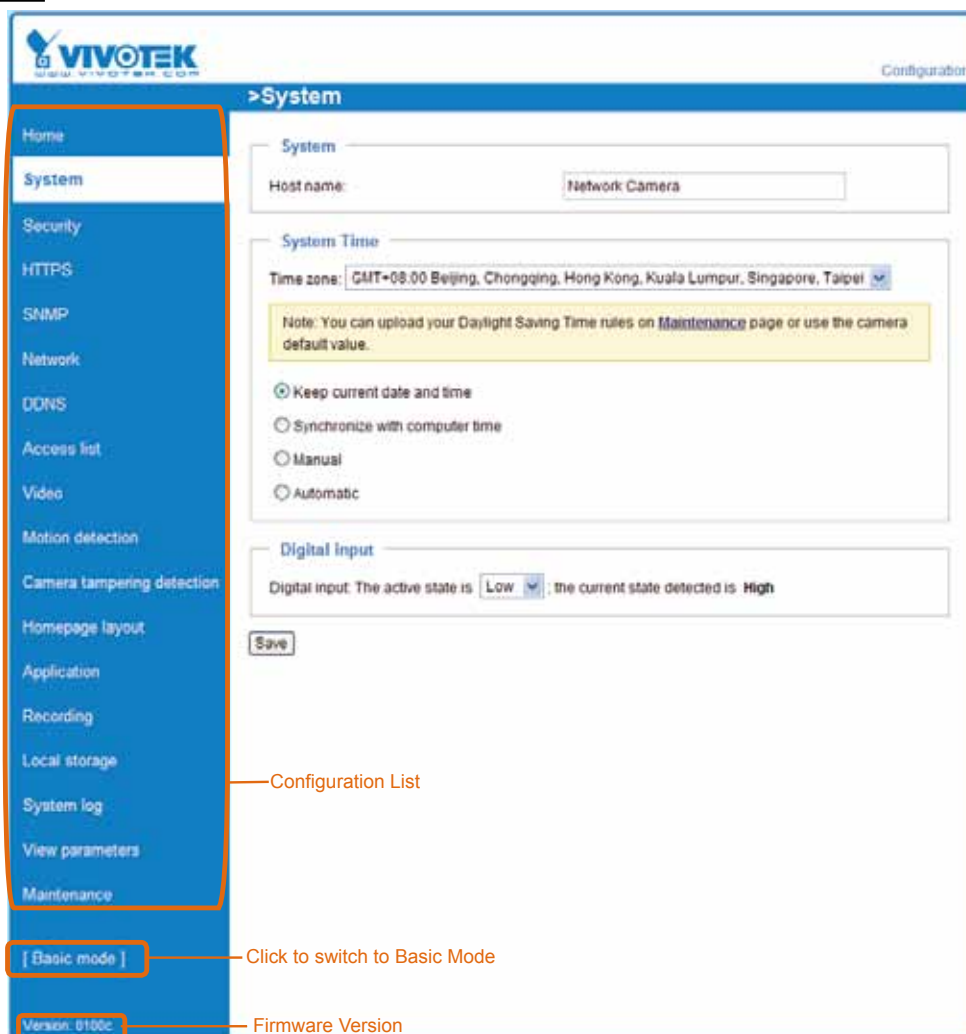 VIVOTEK
WWW.VIVOTEK.COM
Configuration
>System
Home
System
Security
HTTPS
SNMP
Network
DDNS
Access list
Video
Motion detection
Camera tampering detection
Homepage layout
Application
Recording
Local storage
System log
View parameters
Maintenance
[ Basic mode ]
Version: 0100c
System
Host name:
Network Camera
System Time
Time zone: GMT+08:00 Beijing, Chongqing, Hong Kong, Kuala Lumpur, Singapore, Taipei
Note: You can upload your Daylight Saving Time rules on Maintenance page or use the camera
default value.
Keep current date and time
Synchronize with computer time
Manual
Automatic
Digital input
Digital input: The active state is Low ; the current state detected is High
Save
Configuration List
Click to switch to Basic Mode
Firmware Version